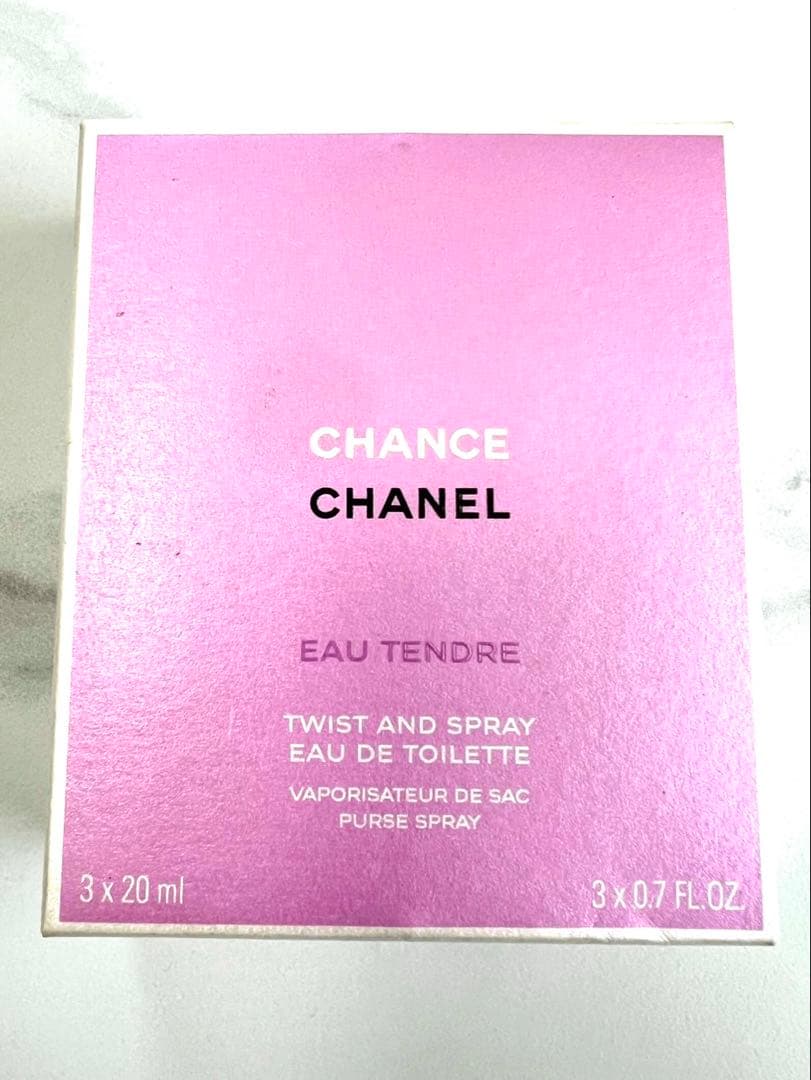 CHANCE
CHANEL
EAU TENDRE
TWIST AND SPRAY
EAU DE TOILETTE
VAPORISATEUR DE SAC
PURSE SPRAY
3 x 20 ml 3 x 0.7 FL.OZ.